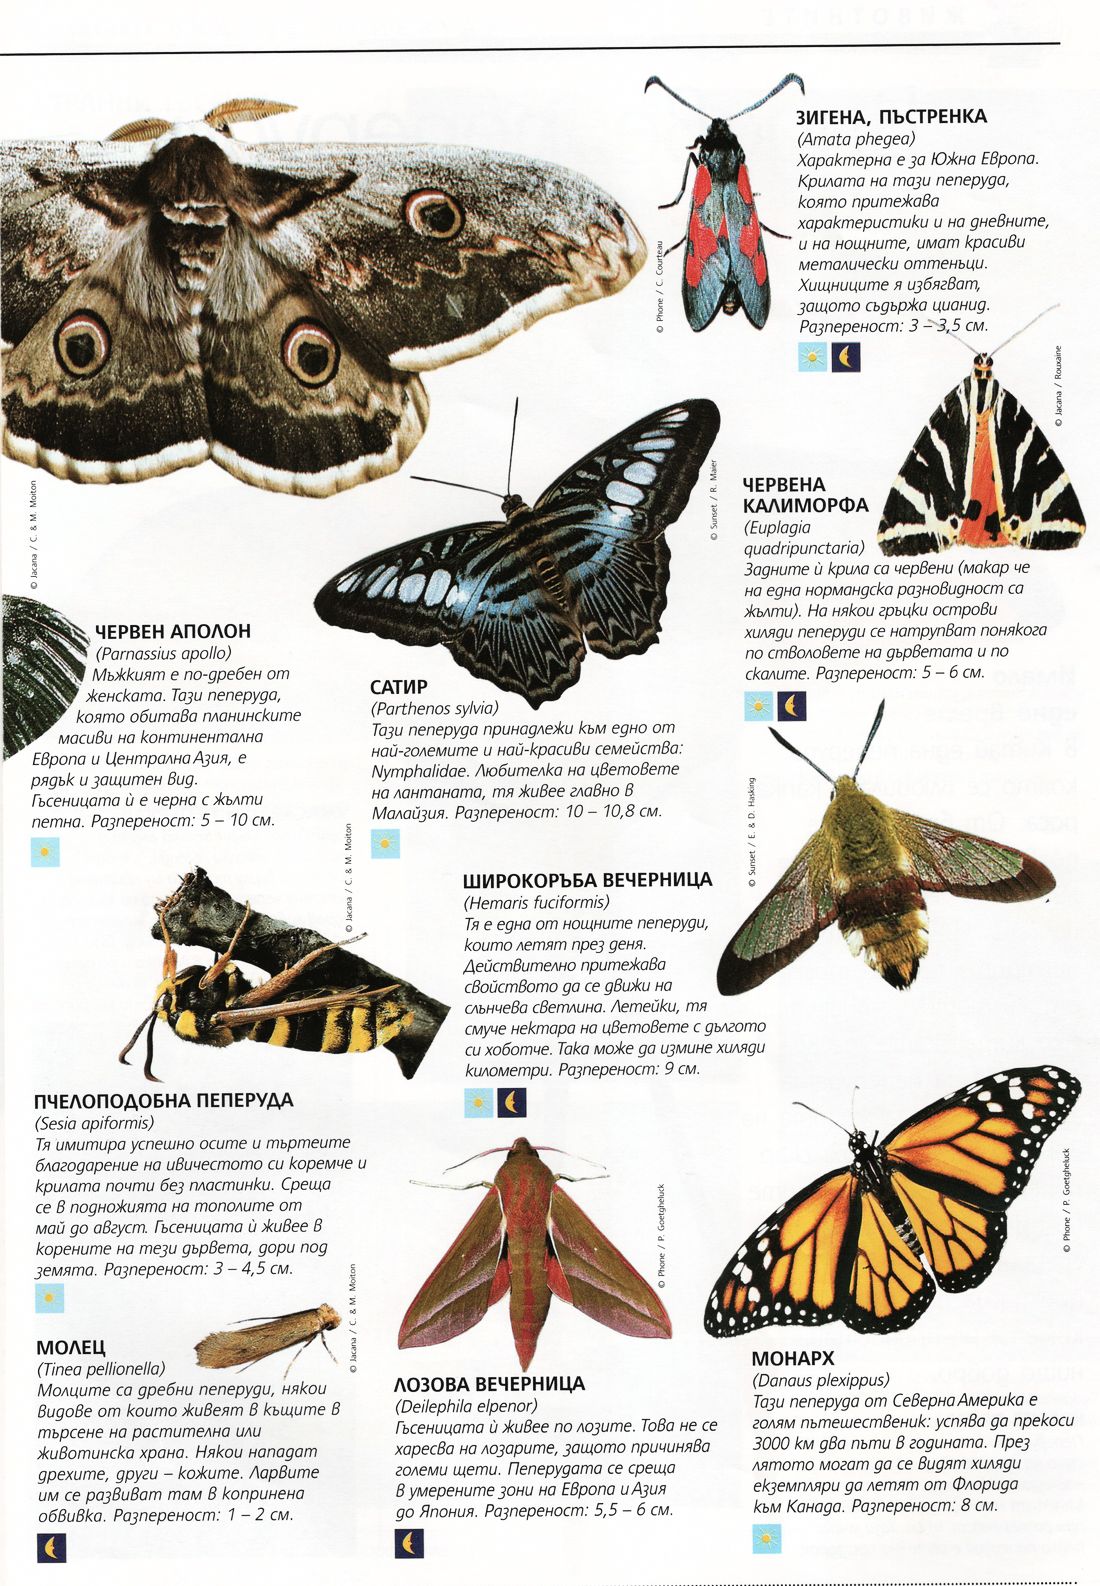 ЗИГЕНА, ПЪСТРЕНКА
(Amata phegea)
Характерна е за Южна Европа.
Крилата на тази пеперуда,
която притежава
характеристики и на дневните,
и на нощните, имат красиви
металически оттенъци.
Хищниците я избягват,
защото съдържа цианид.
Разпереност: 3 – 3,5 см.
© Phone / C. Courteau
© Jacana / Rouxaine
© Jacana / C. & M. Moiton
© Sunset / R. Maier
ЧЕРВЕНА
КАЛИМОРФА
(Euplagia
quadripunctaria)
Задните ѝ крила са червени (макар че
на една нормандска разновидност са
жълти). На някои гръцки острови
хиляди пеперуди се натрупват понякога
по стволовете на дърветата и по
скалите. Разпереност: 5 – 6 см.
ЧЕРВЕН АПОЛОН
(Parnassius apollo)
Мъжкият е по-дребен от
женската. Тази пеперуда,
която обитава планинските
масиви на континентална
Европа и Централна Азия, е
рядък и защитен вид.
Гъсеницата ѝ е черна с жълти
петна. Разпереност: 5 – 10 см.
САТИР
(Parthenos sylvia)
Тази пеперуда принадлежи към едно от
най-големите и най-красиви семейства:
Nymphalidae. Любителка на цветовете
на лантаната, тя живее главно в
Малайзия. Разпереност: 10 – 10,8 см.
© Jacana / C. & M. Moiton
© Sunset / E. & D. Hasking
ШИРОКОРЪБА ВЕЧЕРНИЦА
(Hemaris fuciformis)
Тя е една от нощните пеперуди,
които летят през деня.
Действително притежава
свойството да се движи на
слънчева светлина. Летейки, тя
смуче нектара на цветовете с дългото
си хоботче. Така може да измине хиляди
километри. Разпереност: 9 см.
ПЧЕЛОПОДОБНА ПЕПЕРУДА
(Sesia apiformis)
Тя имитира успешно осите и търтеите
благодарение на ивичестото си коремче и
крилата почти без пластинки. Среща
се в подножията на тополите от
май до август. Гъсеницата ѝ живее в
корените на тези дървета, дори под
земята. Разпереност: 3 – 4,5 см.
© Phone / P. Goetgheluck
© Phone / P. Goetgheluck
© Jacana / C. & M. Moiton
МОЛЕЦ
(Tinea pellionella)
Молците са дребни пеперуди, някои
видове от които живеят в къщите в
търсене на растителна или
животинска храна. Някои нападат
дрехите, други – кожите. Ларвите
им се развиват там в копринена
обвивка. Разпереност: 1 – 2 см.
ЛОЗОВА ВЕЧЕРНИЦА
(Deilephila elpenor)
Гъсеницата ѝ живее по лозите. Това не се
харесва на лозарите, защото причинява
големи щети. Пеперудата се среща
в умерените зони на Европа и Азия
до Япония. Разпереност: 5,5 – 6 см.
МОНАРХ
(Danaus plexippus)
Тази пеперуда от Северна Америка е
голям пътешественик: успява да прекоси
3000 км два пъти в годината. През
лятото могат да се видят хиляди
екземпляри да летят от Флорида
към Канада. Разпереност: 8 см.